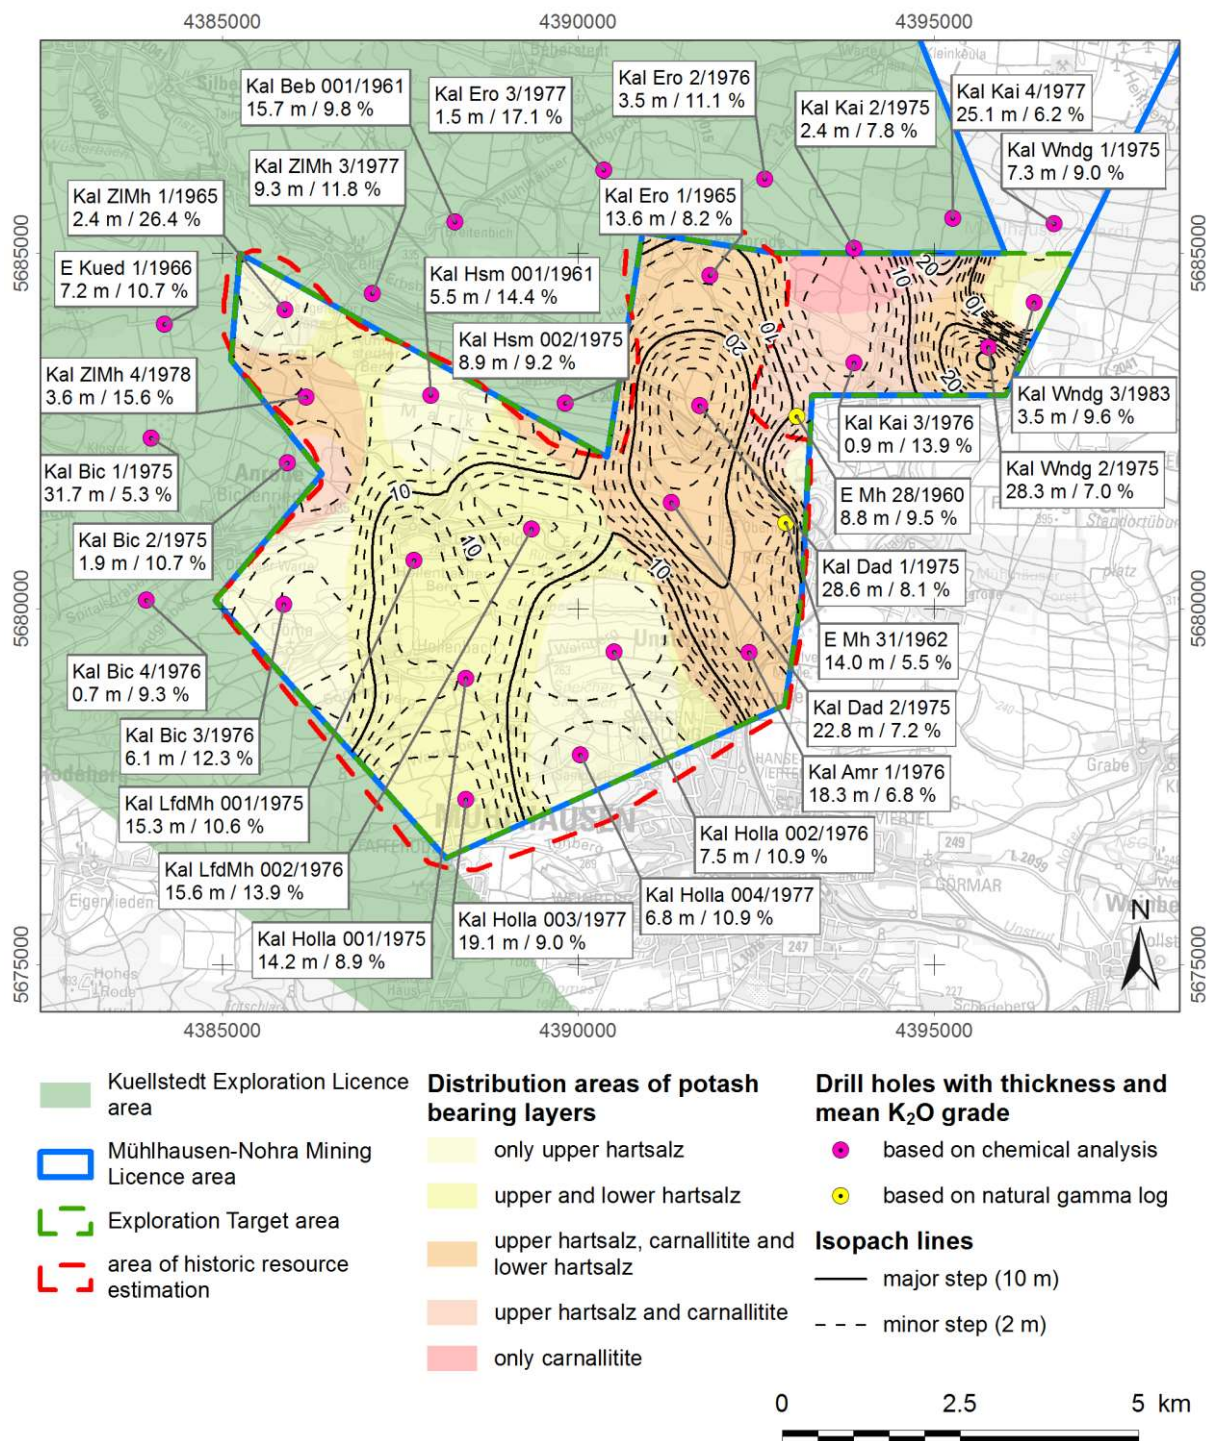 4385000
4390000
4395000
Kal Beb 001/1961
15.7 m / 9.8 %
Kal Ero 3/1977
1.5 m / 17.1 %
Kal Ero 2/1976
3.5 m / 11.1 %
Kal Kai 2/1975
2.4 m / 7.8 %
Kal Kai 4/1977
25.1 m / 6.2 %
Kal Wndg 1/1975
7.3 m / 9.0 %
Kal ZlMh 3/1977
9.3 m / 11.8 %
Kal ZlMh 1/1965
2.4 m / 26.4 %
Kal Ero 1/1965
13.6 m / 8.2 %
E Kued 1/1966
7.2 m / 10.7 %
Kal Hsm 001/1961
5.5 m / 14.4 %
Kal Hsm 002/1975
8.9 m / 9.2 %
Kal ZlMh 4/1978
3.6 m / 15.6 %
Kal Wndg 3/1983
3.5 m / 9.6 %
Kal Kai 3/1976
0.9 m / 13.9 %
Kal Wndg 2/1975
28.3 m / 7.0 %
Kal Bic 1/1975
31.7 m / 5.3 %
E Mh 28/1960
8.8 m / 9.5 %
Kal Bic 2/1975
1.9 m / 10.7 %
Kal Dad 1/1975
28.6 m / 8.1 %
E Mh 31/1962
14.0 m / 5.5 %
Kal Bic 4/1976
0.7 m / 9.3 %
Kal Dad 2/1975
22.8 m / 7.2 %
Kal Bic 3/1976
6.1 m / 12.3 %
Kal Amr 1/1976
18.3 m / 6.8 %
Kal LfdMh 001/1975
15.3 m / 10.6 %
Kal Holla 002/1976
7.5 m / 10.9 %
Kal LfdMh 002/1976
15.6 m / 13.9 %
Kal Holla 004/1977
6.8 m / 10.9 %
Kal Holla 003/1977
19.1 m / 9.0 %
Kal Holla 001/1975
14.2 m / 8.9 %
5685000
5685000
5680000
5680000
5675000
5675000
10
20
10
20
10
20
10
10
10
MÜHLHAUSEN
Anrode
GÖRMAR
Eigenrieden
Grabe
N
4385000
4390000
4395000
Kuellstedt Exploration Licence
area
Mühlhausen-Nohra Mining
Licence area
Exploration Target area
area of historic resource
estimation
Distribution areas of potash
bearing layers
only upper hartsalz
upper and lower hartsalz
upper hartsalz, carnallitite and
lower hartsalz
upper hartsalz and carnallitite
only carnallitite
Drill holes with thickness and
mean K₂O grade
based on chemical analysis
based on natural gamma log
Isopach lines
major step (10 m)
minor step (2 m)
0 2.5 5 km